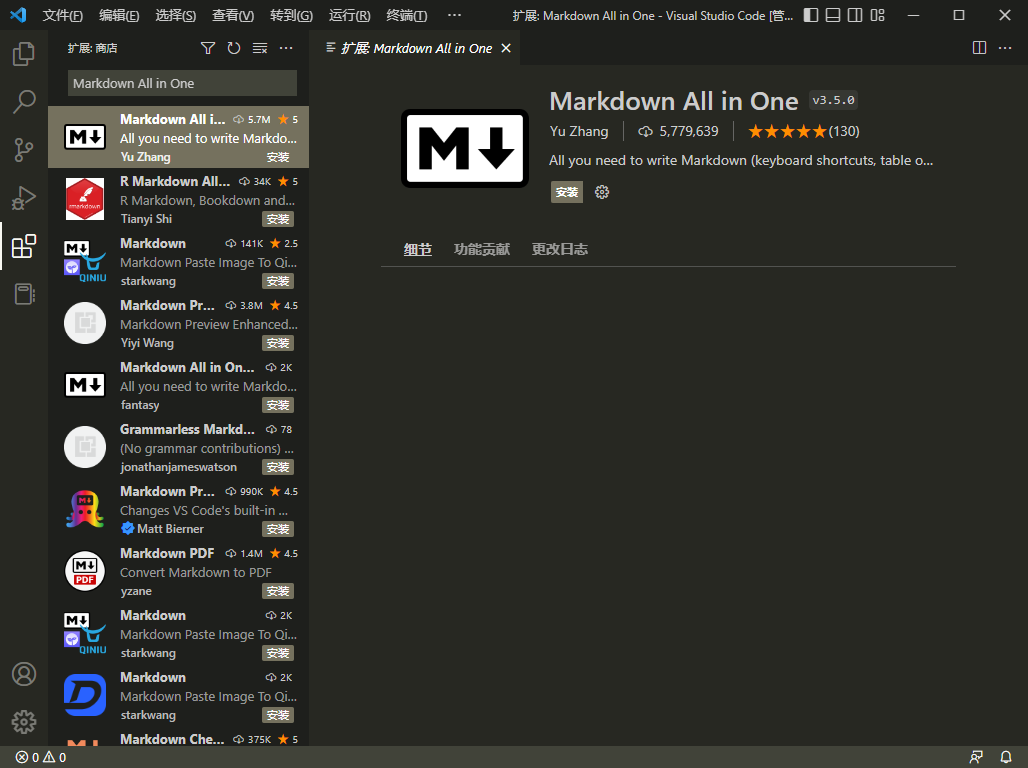 文件(F) 编辑(E) 选择(S) 查看(V) 转到(G) 运行(R) 终端(T) ··· 扩展: Markdown All in One - Visual Studio Code [管...
扩展: 商店
扩展: Markdown All in One
Markdown All in One
Markdown All i... 5.7M 5
All you need to write Markdo...
Yu Zhang 安装
R Markdown All... 34K 5
R Markdown, Bookdown and...
Tianyi Shi 安装
Markdown 141K 2.5
Markdown Paste Image To Qi...
starkwang 安装
Markdown Pr... 3.8M 4.5
Markdown Preview Enhanced...
Yiyi Wang 安装
Markdown All in On... 2K
All you need to write Markdo...
fantasy 安装
Grammarless Markd... 78
(No grammar contributions) ...
jonathanjameswatson 安装
Markdown Pr... 990K 4.5
Changes VS Code's built-in ...
Matt Bierner 安装
Markdown PDF 1.4M 4.5
Convert Markdown to PDF
yzane 安装
Markdown 2K
Markdown Paste Image To Qi...
starkwang 安装
Markdown 2K
Markdown Paste Image To Qi...
starkwang 安装
Markdown Che... 375K 5
M
rmarkdown
M
QINIU
M
M
M
PDF
M
QINIU
M
Markdown All in One v3.5.0
Yu Zhang 5,779,639 (130)
All you need to write Markdown (keyboard shortcuts, table o...
安装
细节 功能贡献 更改日志
0 0